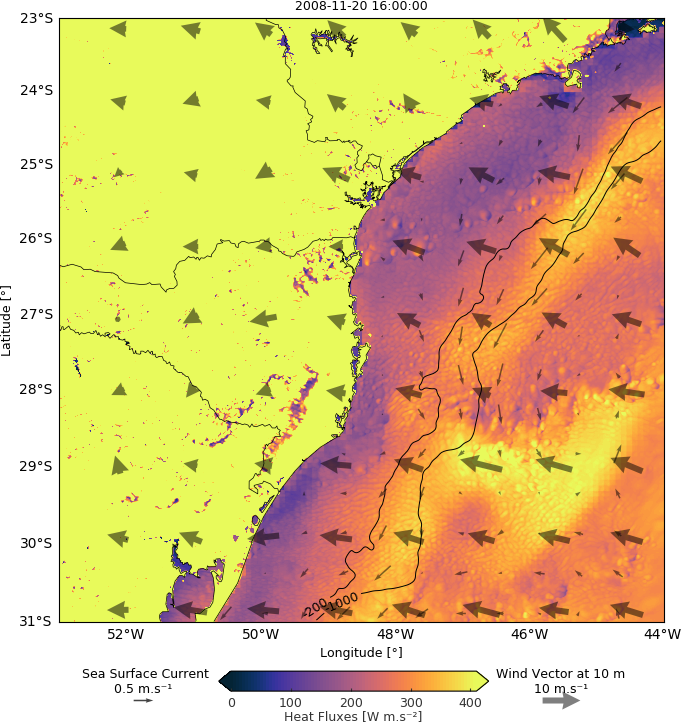 2008-11-20 16:00:00
23°S
24°S
25°S
26°S
27°S
28°S
29°S
30°S
31°S
Latitude [°]
-200
-1000
52°W 50°W 48°W 46°W 44°W
Longitude [°]
Sea Surface Current
0.5 m.s⁻¹
Wind Vector at 10 m
10 m.s⁻¹
0 100 200 300 400
Heat Fluxes [W m.s⁻²]